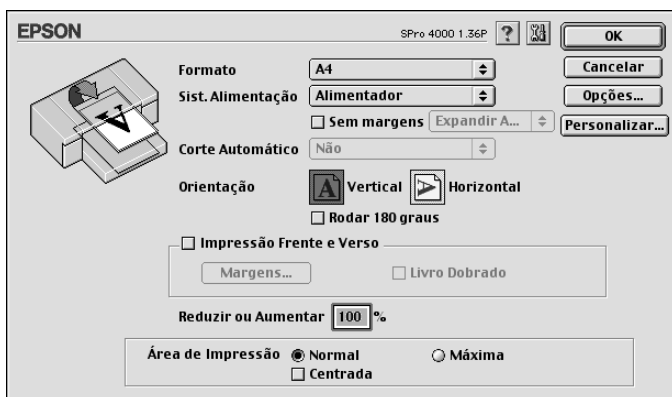 EPSON SPro 4000 1.36P ? OK
Formato A4 Cancelar
Sist. Alimentação Alimentador Opções...
Sem margens Expandir A... Personalizar...
Corte Automático Não
Orientação A Vertical A Horizontal
Rodar 180 graus
Impressão Frente e Verso
Margens... Livro Dobrado
Reduzir ou Aumentar 100 %
Área de Impressão Normal Máxima
Centrada